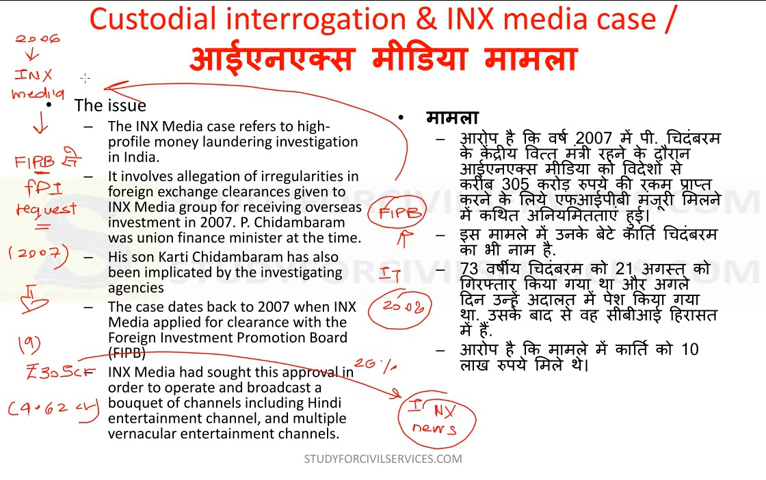 Custodial interrogation & INX media case /
आईएनएक्स मीडिया मामला
2006
INX
media
FIPB से
fDI
request
(2007)
(9)
₹305Cr
(4.62 cr)
• The issue
– The INX Media case refers to high-
profile money laundering investigation
in India.
– It involves allegation of irregularities in
foreign exchange clearances given to
INX Media group for receiving overseas
investment in 2007. P. Chidambaram
was union finance minister at the time.
– His son Karti Chidambaram has also
been implicated by the investigating
agencies
– The case dates back to 2007 when INX
Media applied for clearance with the
Foreign Investment Promotion Board
(FIPB)
– INX Media had sought this approval in
order to operate and broadcast a
bouquet of channels including Hindi
entertainment channel, and multiple
vernacular entertainment channels.
FIPB
IT
2008
26%
INX
news
• मामला
– आरोप है कि वर्ष 2007 में पी. चिदंबरम
के केंद्रीय वित्त मंत्री रहने के दौरान
आईएनएक्स मीडिया को विदेशों से
करीब 305 करोड़ रुपये की रकम प्राप्त
करने के लिये एफआईपीबी मंजूरी मिलने
में कथित अनियमितताएं हुई।
– इस मामले में उनके बेटे कार्ति चिदंबरम
का भी नाम है.
– 73 वर्षीय चिदंबरम को 21 अगस्त को
गिरफ्तार किया गया था और अगले
दिन उन्हें अदालत में पेश किया गया
था. उसके बाद से वह सीबीआई हिरासत
में हैं.
– आरोप है कि मामले में कार्ति को 10
लाख रुपये मिले थे।
STUDYFORCIVILSERVICES.COM